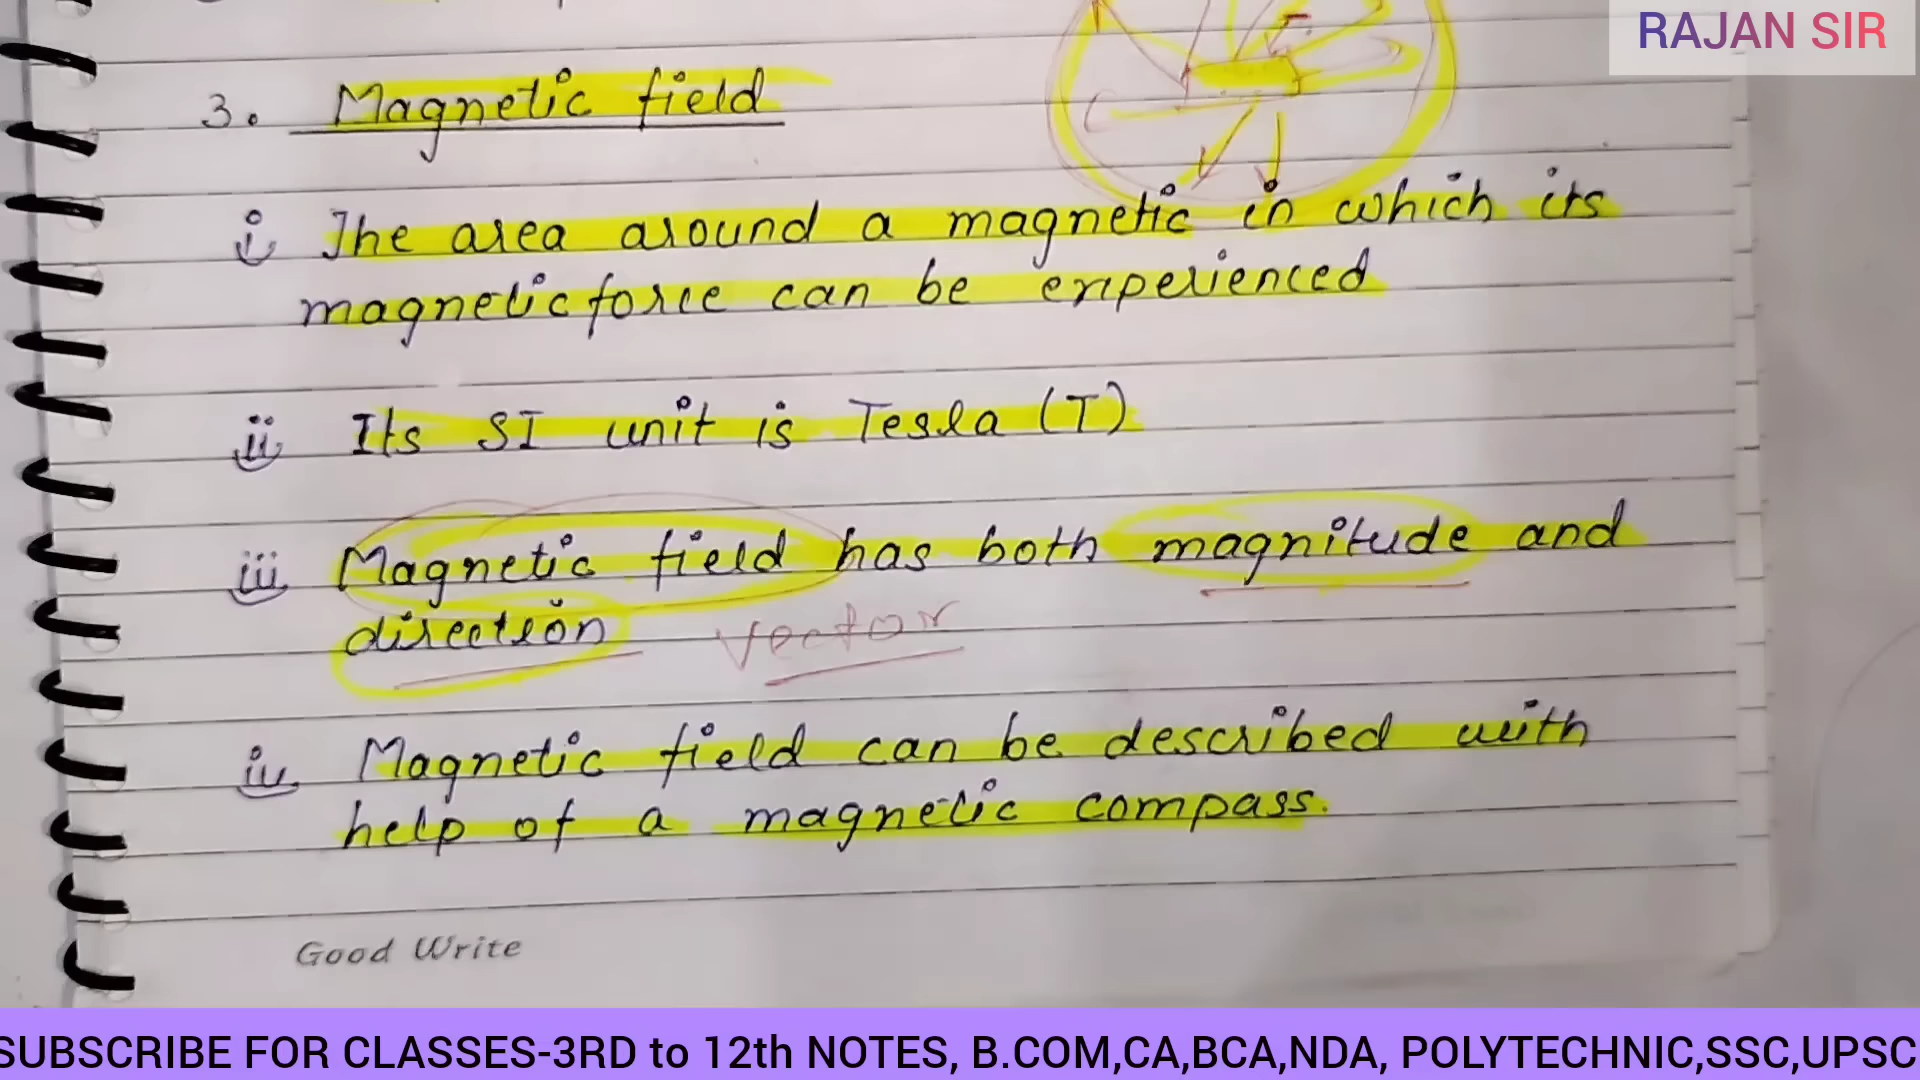 RAJAN SIR
3. Magnetic field
i The area around a magnetic in which its
magnetic force can be experienced
ii Its SI unit is Tesla (T)
iii Magnetic field has both magnitude and
direction vector
iv Magnetic field can be described with
help of a magnetic compass.
Good Write
SUBSCRIBE FOR CLASSES-3RD to 12th NOTES, B.COM,CA,BCA,NDA, POLYTECHNIC,SSC,UPSC